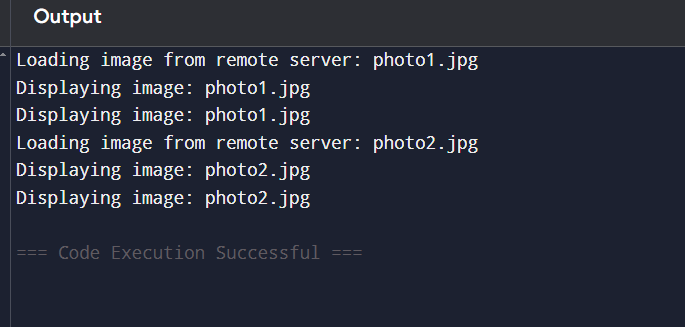 Output
Loading image from remote server: photo1.jpg
Displaying image: photo1.jpg
Displaying image: photo1.jpg
Loading image from remote server: photo2.jpg
Displaying image: photo2.jpg
Displaying image: photo2.jpg
=== Code Execution Successful ===